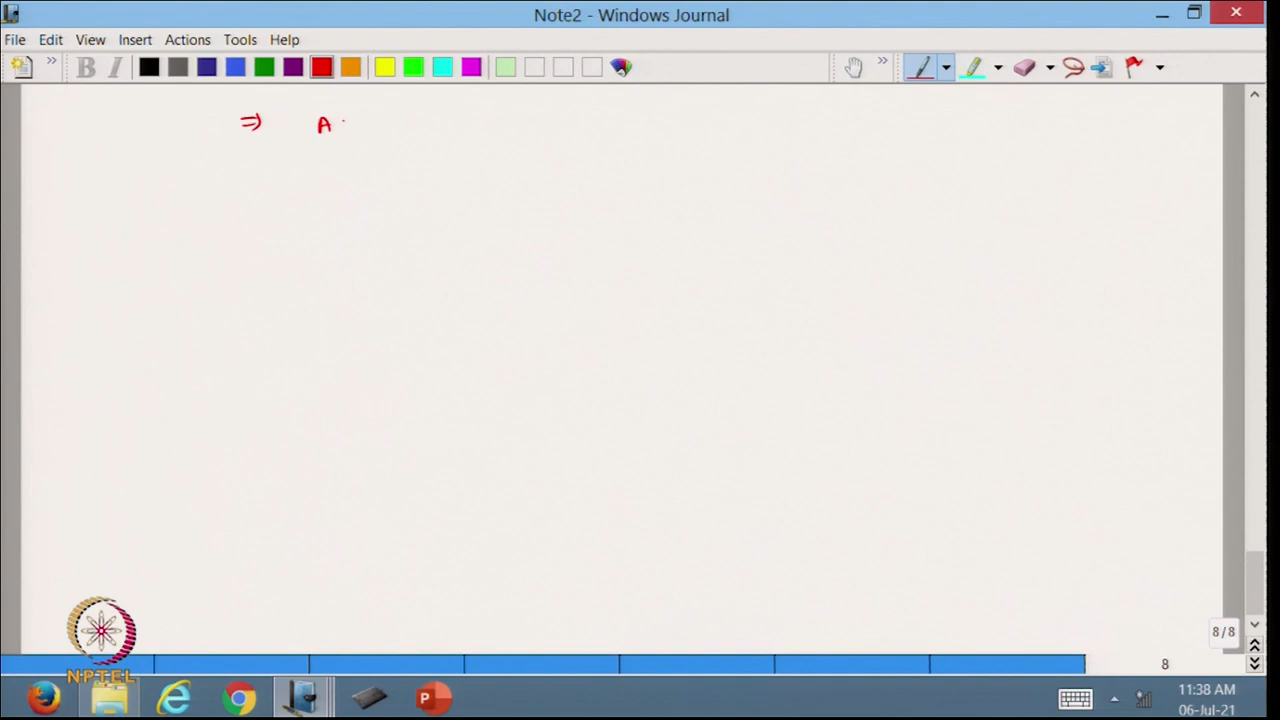 Note2 - Windows Journal
File Edit View Insert Actions Tools Help
B I
⇒ A
8 / 8
8
NPTEL
11:38 AM
06-Jul-21